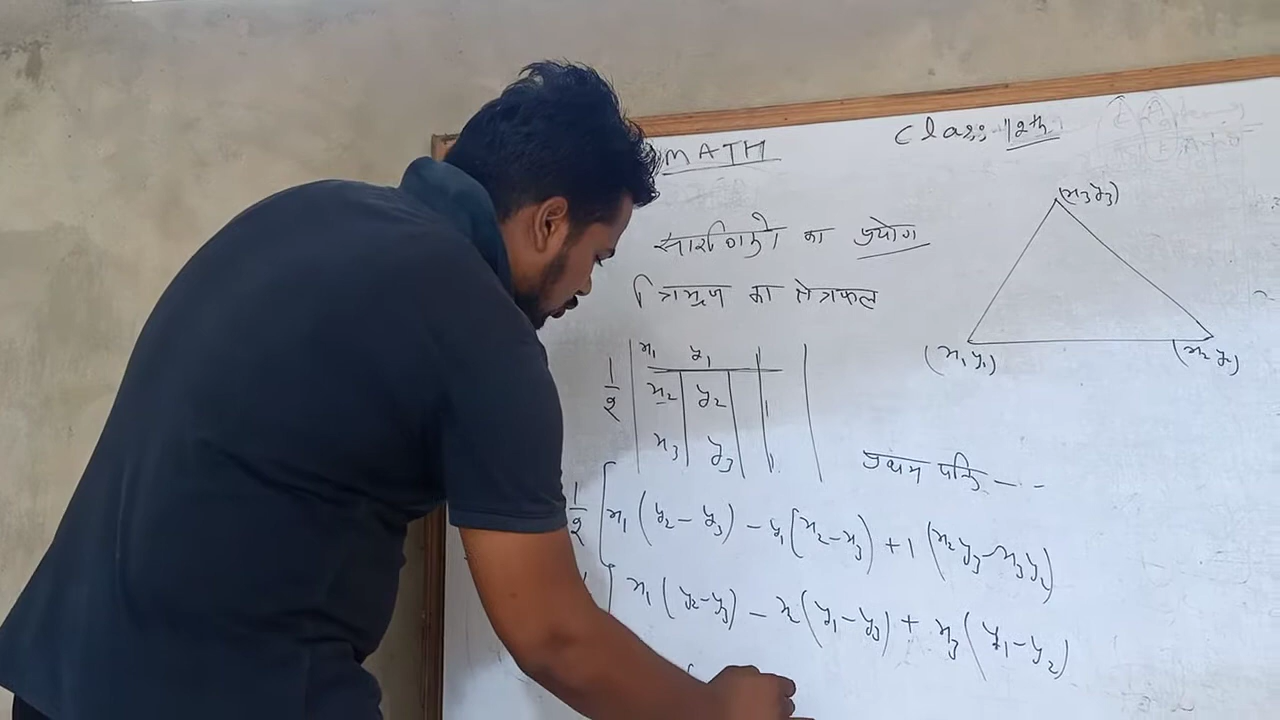 MATH
Class 12th
सारणिको का प्रयोग
त्रिभुज का क्षेत्रफल
(x₃ y₃)
(x₁ y₁)
(x₂ y₂)
1/2 | x₁ y₁ 1 |
x₂ y₂ 1
x₃ y₃ 1
प्रथम पंक्ति - -
1/2 [ x₁ (y₂ - y₃) - y₁ (x₂ - x₃) + 1 (x₂y₃ - x₃y₂)
[ x₁ (y₂ - y₃) - x₂ (y₁ - y₃) + x₃ (y₁ - y₂)